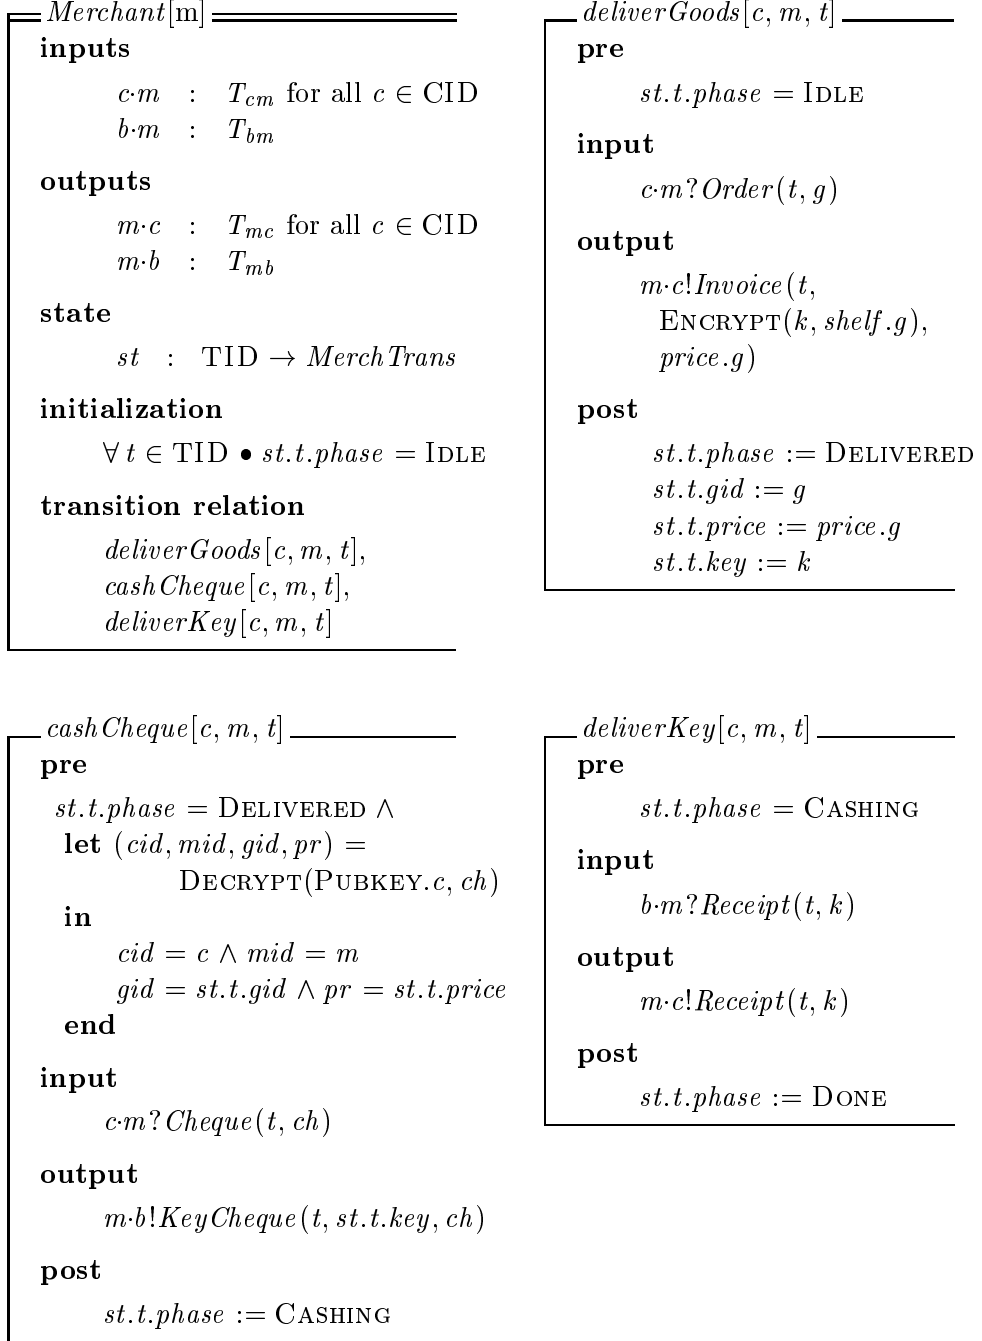 Merchant[m]
inputs
c·m : T_cm for all c ∈ CID
b·m : T_bm
outputs
m·c : T_mc for all c ∈ CID
m·b : T_mb
state
st : TID → MerchTrans
initialization
∀ t ∈ TID • st.t.phase = IDLE
transition relation
deliverGoods[c, m, t],
cashCheque[c, m, t],
deliverKey[c, m, t]
deliverGoods[c, m, t]
pre
st.t.phase = IDLE
input
c·m?Order(t, g)
output
m·c!Invoice(t,
ENCRYPT(k, shelf.g),
price.g)
post
st.t.phase := DELIVERED
st.t.gid := g
st.t.price := price.g
st.t.key := k
cashCheque[c, m, t]
pre
st.t.phase = DELIVERED ∧
let (cid, mid, gid, pr) =
DECRYPT(PUBKEY.c, ch)
in
cid = c ∧ mid = m
gid = st.t.gid ∧ pr = st.t.price
end
input
c·m?Cheque(t, ch)
output
m·b!KeyCheque(t, st.t.key, ch)
post
st.t.phase := CASHING
deliverKey[c, m, t]
pre
st.t.phase = CASHING
input
b·m?Receipt(t, k)
output
m·c!Receipt(t, k)
post
st.t.phase := DONE